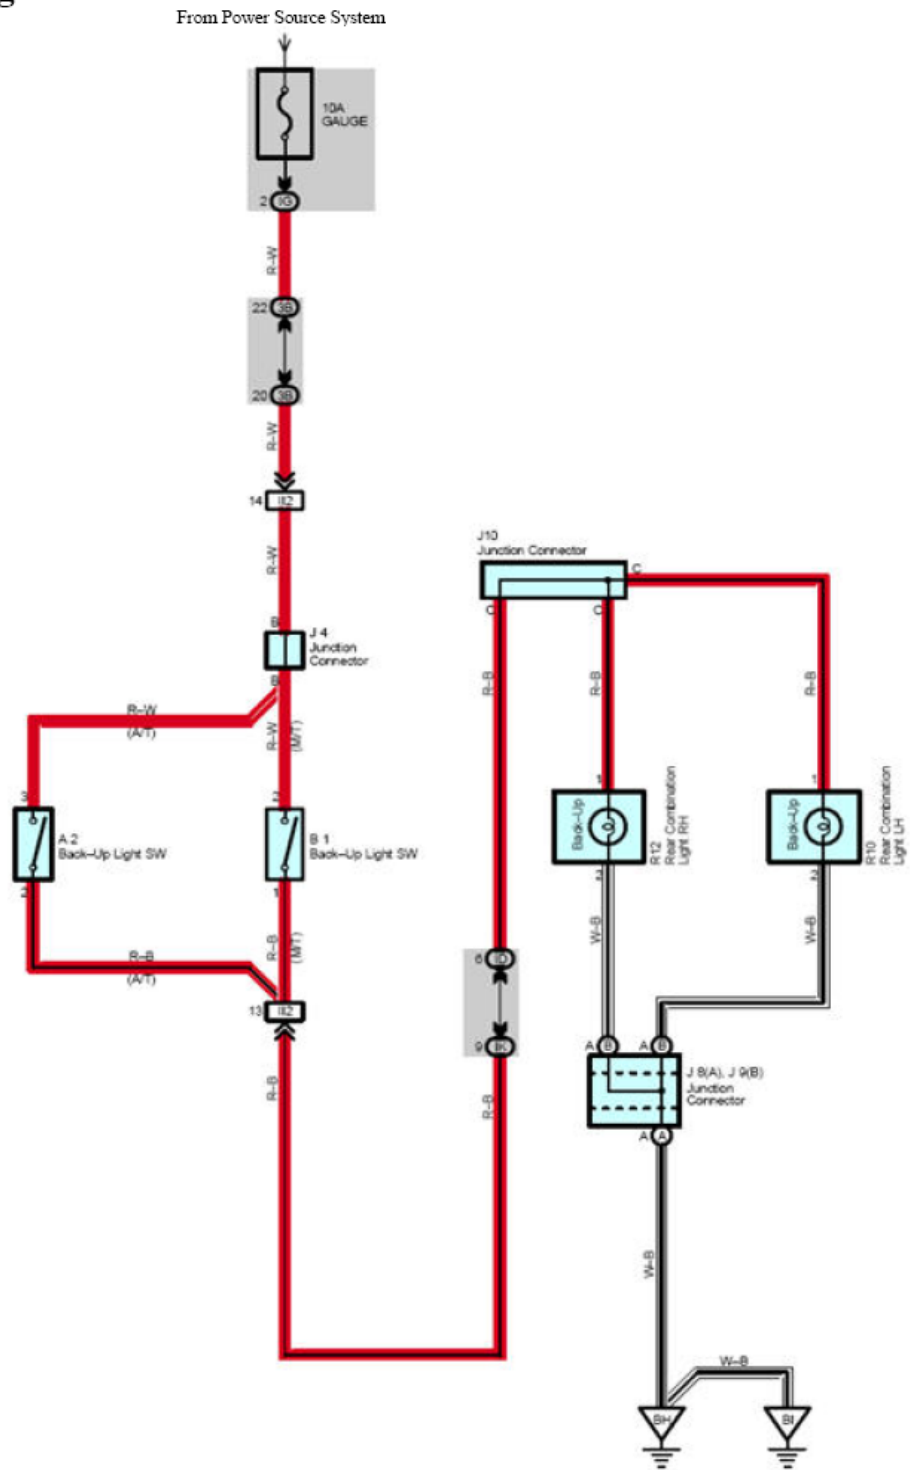 g
From Power Source System
10A
GAUGE
2 IG
R–W
22 3B
20 3B
R–W
14 II2
R–W
B
J 4
Junction
Connector
B
R–W
(A/T)
R–W
(M/T)
2
A 2
Back–Up Light SW
B 1
Back–Up Light SW
2
1
R–B
(A/T)
R–B
(M/T)
13 II2
R–B
J10
Junction Connector
C
C
C
R–B
R–B
R–B
1
1
Back–Up
R12
Rear Combination
Light RH
Back–Up
R10
Rear Combination
Light LH
2
2
W–B
W–B
6 ID
9 IK
R–B
A B
A B
J 8(A), J 9(B)
Junction
Connector
A A
W–B
W–B
BH
BI